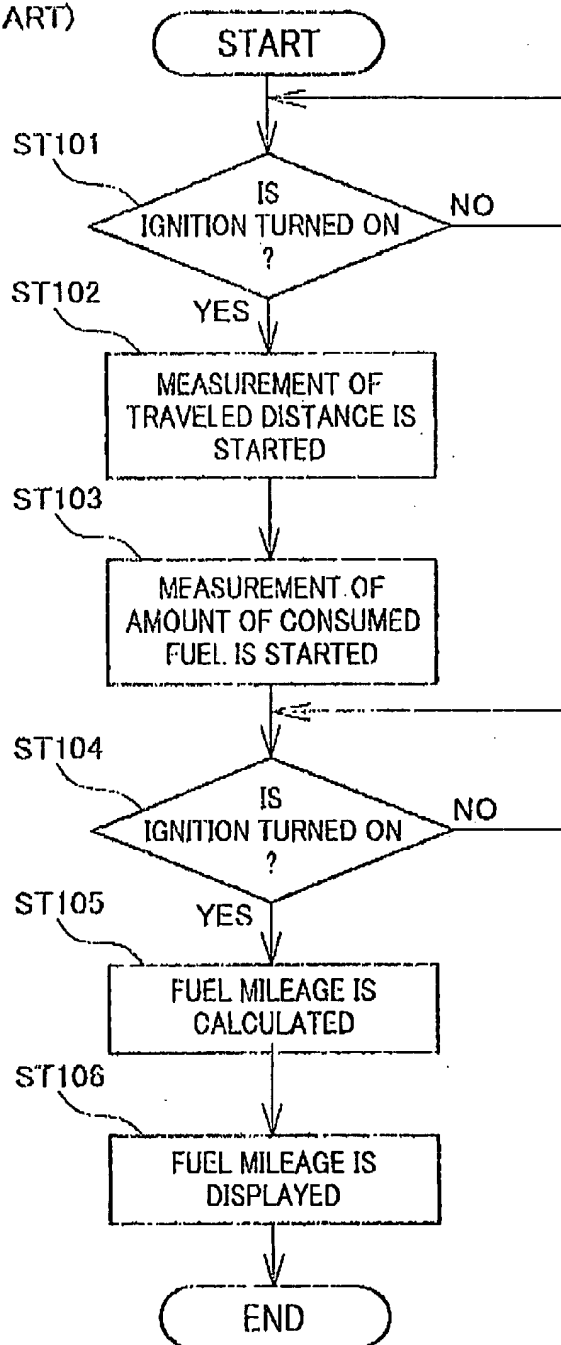 ART)
START
ST101
IS
IGNITION TURNED ON
?
NO
YES
ST102
MEASUREMENT OF
TRAVELED DISTANCE IS
STARTED
ST103
MEASUREMENT OF
AMOUNT OF CONSUMED
FUEL IS STARTED
ST104
IS
IGNITION TURNED ON
?
NO
YES
ST105
FUEL MILEAGE IS
CALCULATED
ST106
FUEL MILEAGE IS
DISPLAYED
END